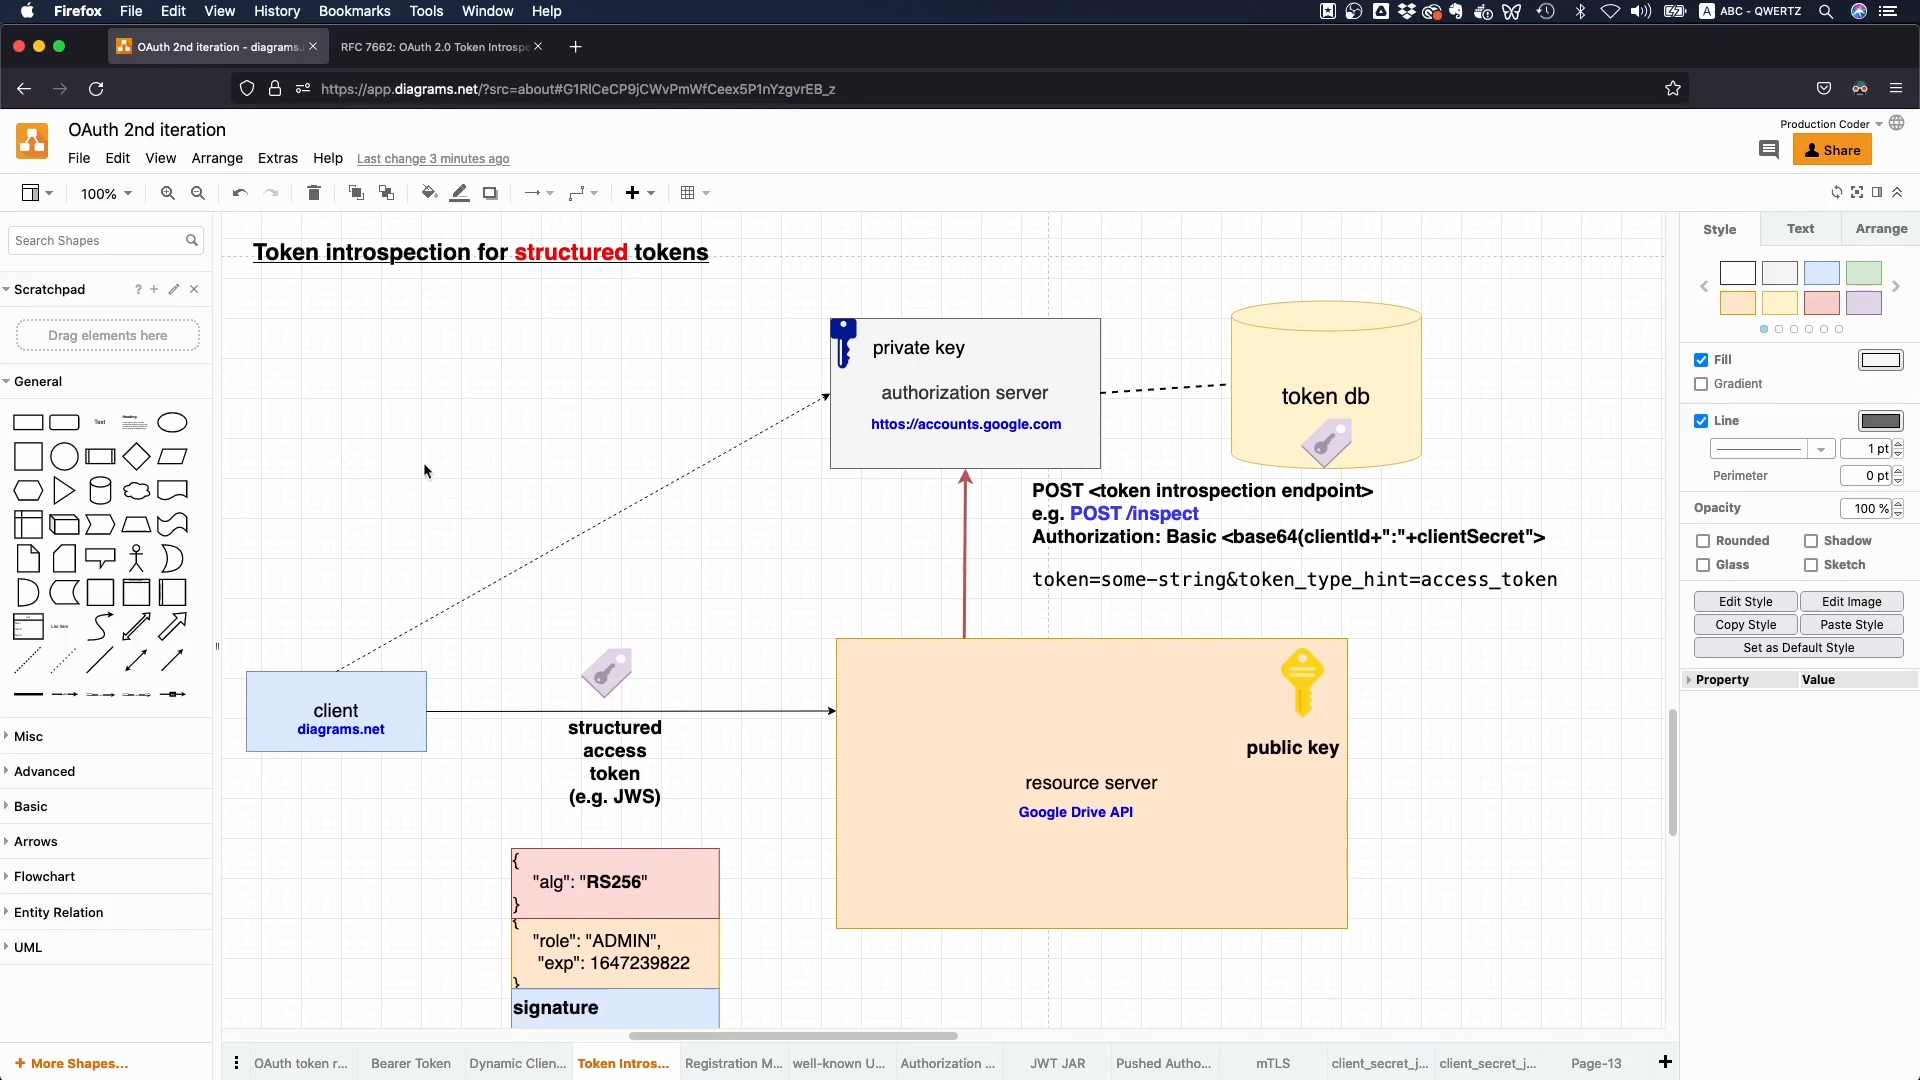 Firefox File Edit View History Bookmarks Tools Window Help
ABC - QWERTZ
OAuth 2nd iteration - diagrams.
RFC 7662: OAuth 2.0 Token Introspe
https://app.diagrams.net/?src=about#G1RlCeCP9jCWvPmWfCeex5P1nYzgvrEB_z
OAuth 2nd iteration
Production Coder
File Edit View Arrange Extras Help Last change 3 minutes ago
Share
100%
Search Shapes
Scratchpad
?
Drag elements here
General
Text
Heading
List Item
Misc
Advanced
Basic
Arrows
Flowchart
Entity Relation
UML
+ More Shapes...
Token introspection for structured tokens
private key
authorization server
httos://accounts.google.com
token db
POST <token introspection endpoint>
e.g. POST /inspect
Authorization: Basic <base64(clientId+":"+clientSecret">
token=some-string&token_type_hint=access_token
client
diagrams.net
structured
access
token
(e.g. JWS)
public key
resource server
Google Drive API
{
"alg": "RS256"
}
{
"role": "ADMIN",
"exp": 1647239822
}
signature
Style Text Arrange
Fill
Gradient
Line
1 pt
Perimeter
0 pt
Opacity
100 %
Rounded Shadow
Glass Sketch
Edit Style Edit Image
Copy Style Paste Style
Set as Default Style
Property Value
OAuth token r... Bearer Token Dynamic Clien... Token Intros... Registration M... well-known U... Authorization ... JWT JAR Pushed Autho... mTLS client_secret_j... client_secret_j... Page-13